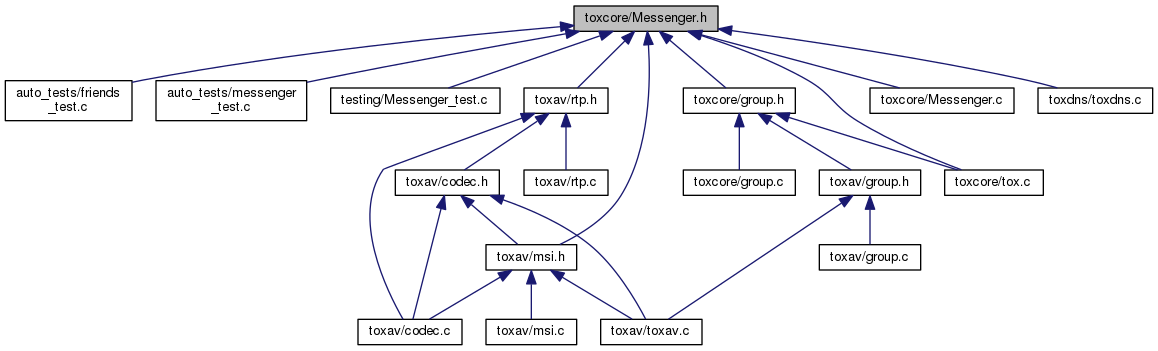 toxcore/Messenger.h
auto_tests/friends
_test.c
auto_tests/messenger
_test.c
testing/Messenger_test.c
toxav/rtp.h
toxcore/group.h
toxcore/Messenger.c
toxdns/toxdns.c
toxav/codec.h
toxav/rtp.c
toxcore/group.c
toxav/group.h
toxcore/tox.c
toxav/msi.h
toxav/group.c
toxav/codec.c
toxav/msi.c
toxav/toxav.c